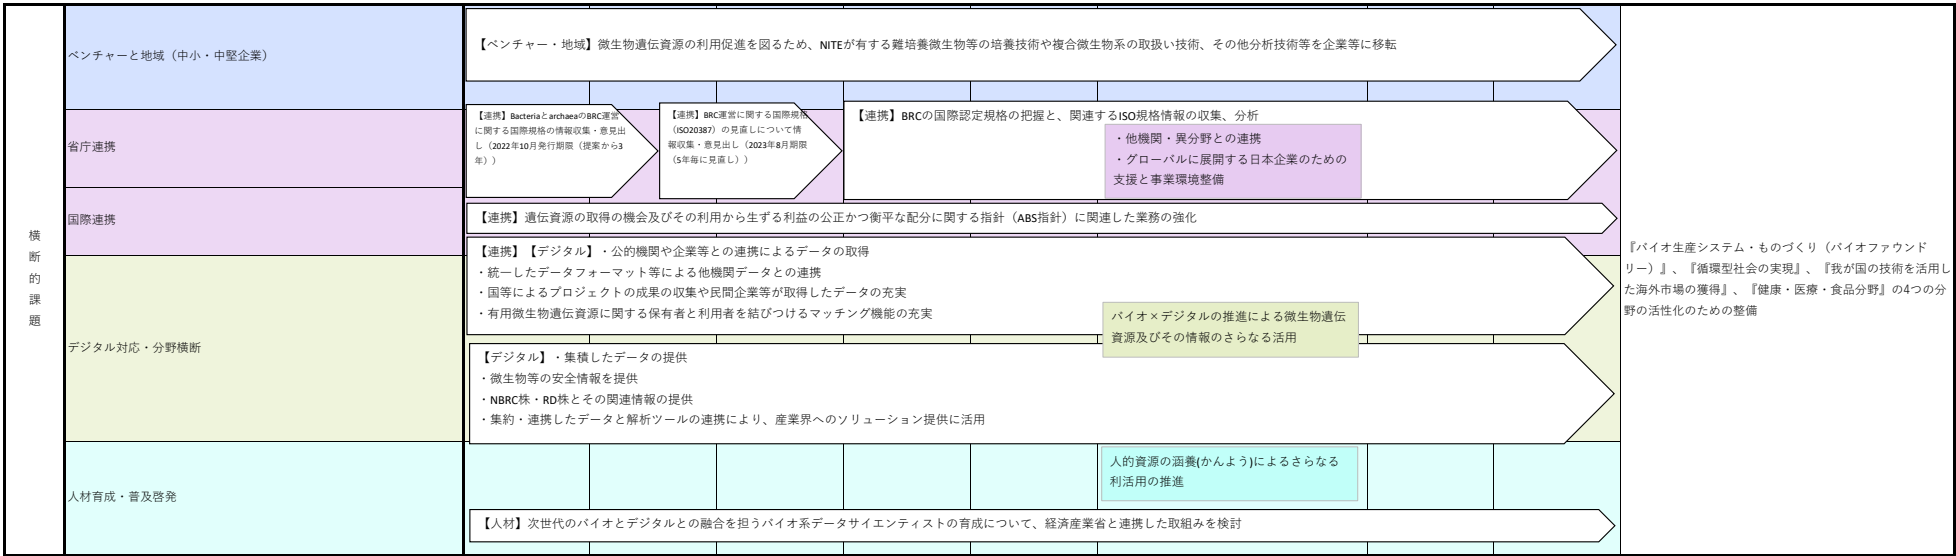 横
断
的
課
題
ベンチャーと地域（中小・中堅企業）
【ベンチャー・地域】微生物遺伝資源の利用促進を図るため、NITEが有する難培養微生物等の培養技術や複合微生物系の取扱い技術、その他分析技術等を企業等に移転
省庁連携
【連携】BacteriaとarchaeaのBRC運営
に関する国際規格の情報収集・意見出
し（2022年10月発行期限（提案から3
年））
【連携】BRC運営に関する国際規格
（ISO20387）の見直しについて情
報収集・意見出し（2023年8月期限
（5年毎に見直し））
【連携】BRCの国際認定規格の把握と、関連するISO規格情報の収集、分析
・他機関・異分野との連携
・グローバルに展開する日本企業のための
支援と事業環境整備
国際連携
【連携】遺伝資源の取得の機会及びその利用から生ずる利益の公正かつ衡平な配分に関する指針（ABS指針）に関連した業務の強化
デジタル対応・分野横断
【連携】【デジタル】・公的機関や企業等との連携によるデータの取得
・統一したデータフォーマット等による他機関データとの連携
・国等によるプロジェクトの成果の収集や民間企業等が取得したデータの充実
・有用微生物遺伝資源に関する保有者と利用者を結びつけるマッチング機能の充実
バイオ×デジタルの推進による微生物遺伝
資源及びその情報のさらなる活用
【デジタル】・集積したデータの提供
・微生物等の安全情報を提供
・NBRC株・RD株とその関連情報の提供
・集約・連携したデータと解析ツールの連携により、産業界へのソリューション提供に活用
人材育成・普及啓発
人的資源の涵養(かんよう)によるさらなる
利活用の推進
【人材】次世代のバイオとデジタルとの融合を担うバイオ系データサイエンティストの育成について、経済産業省と連携した取組みを検討
『バイオ生産システム・ものづくり（バイオファウンド
リー）』、『循環型社会の実現』、『我が国の技術を活用し
た海外市場の獲得』、『健康・医療・食品分野』の4つの分
野の活性化のための整備